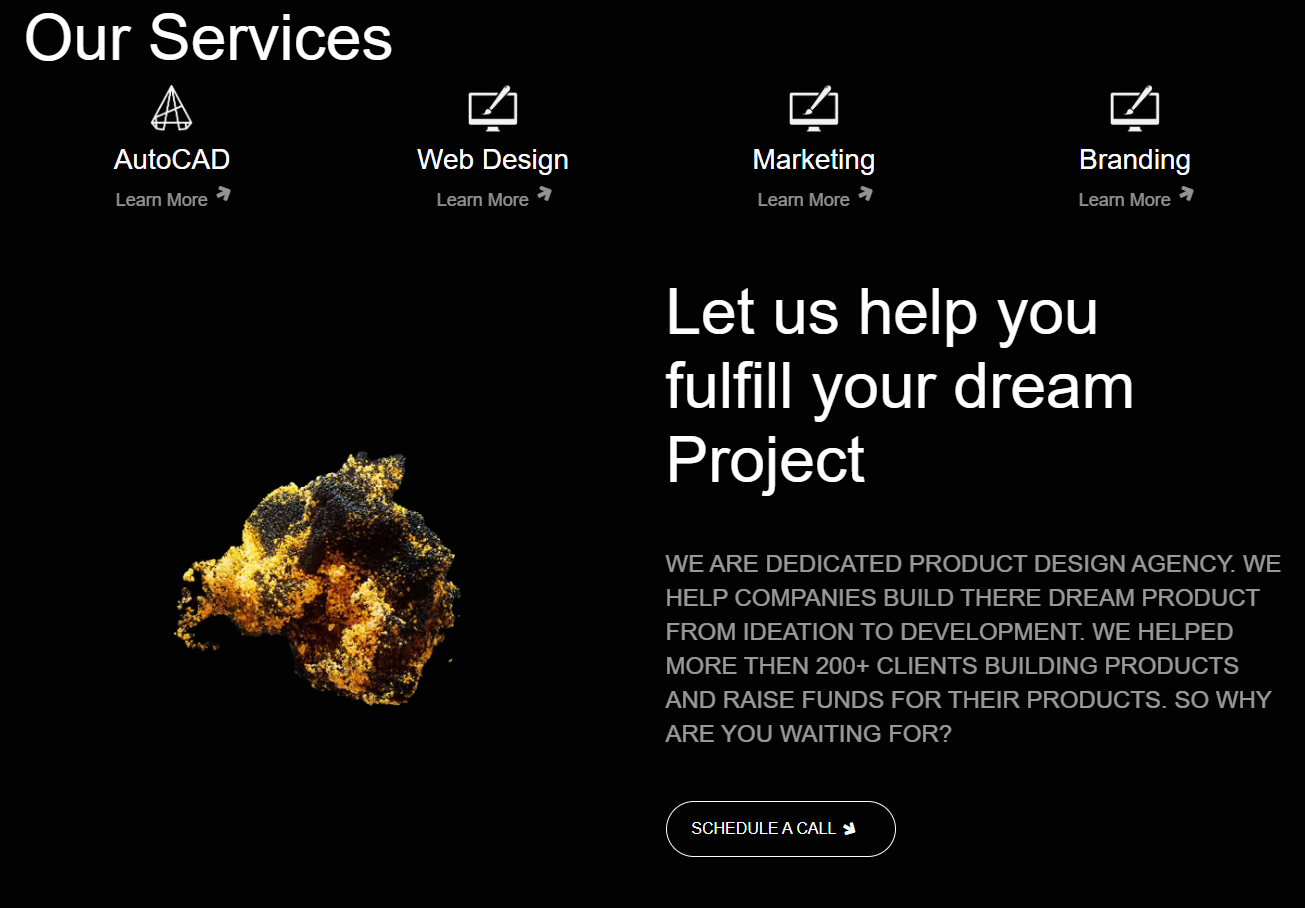 Our Services
AutoCAD Web Design Marketing Branding
Learn More Learn More Learn More Learn More
Let us help you
fulfill your dream
Project
WE ARE DEDICATED PRODUCT DESIGN AGENCY. WE
HELP COMPANIES BUILD THERE DREAM PRODUCT
FROM IDEATION TO DEVELOPMENT. WE HELPED
MORE THEN 200+ CLIENTS BUILDING PRODUCTS
AND RAISE FUNDS FOR THEIR PRODUCTS. SO WHY
ARE YOU WAITING FOR?
SCHEDULE A CALL